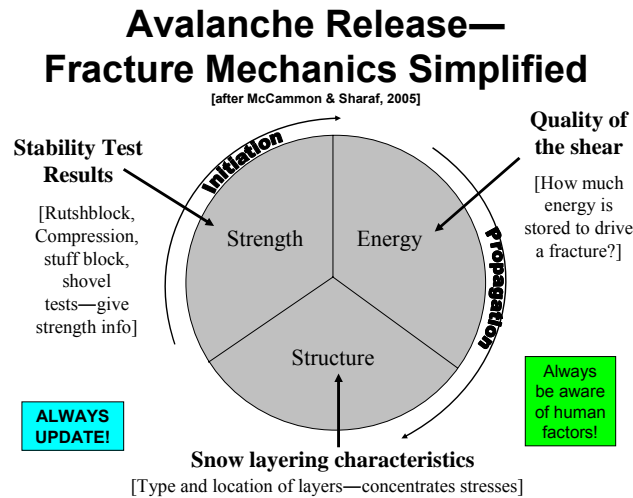 Avalanche Release—
Fracture Mechanics Simplified
[after McCammon & Sharaf, 2005]
Stability Test
Results
[Rutshblock,
Compression,
stuff block,
shovel
tests—give
strength info]
Initiation
Strength
Energy
Structure
Quality of
the shear
[How much
energy is
stored to drive
a fracture?]
Propagation
ALWAYS
UPDATE!
Always
be aware
of human
factors!
Snow layering characteristics
[Type and location of layers—concentrates stresses]